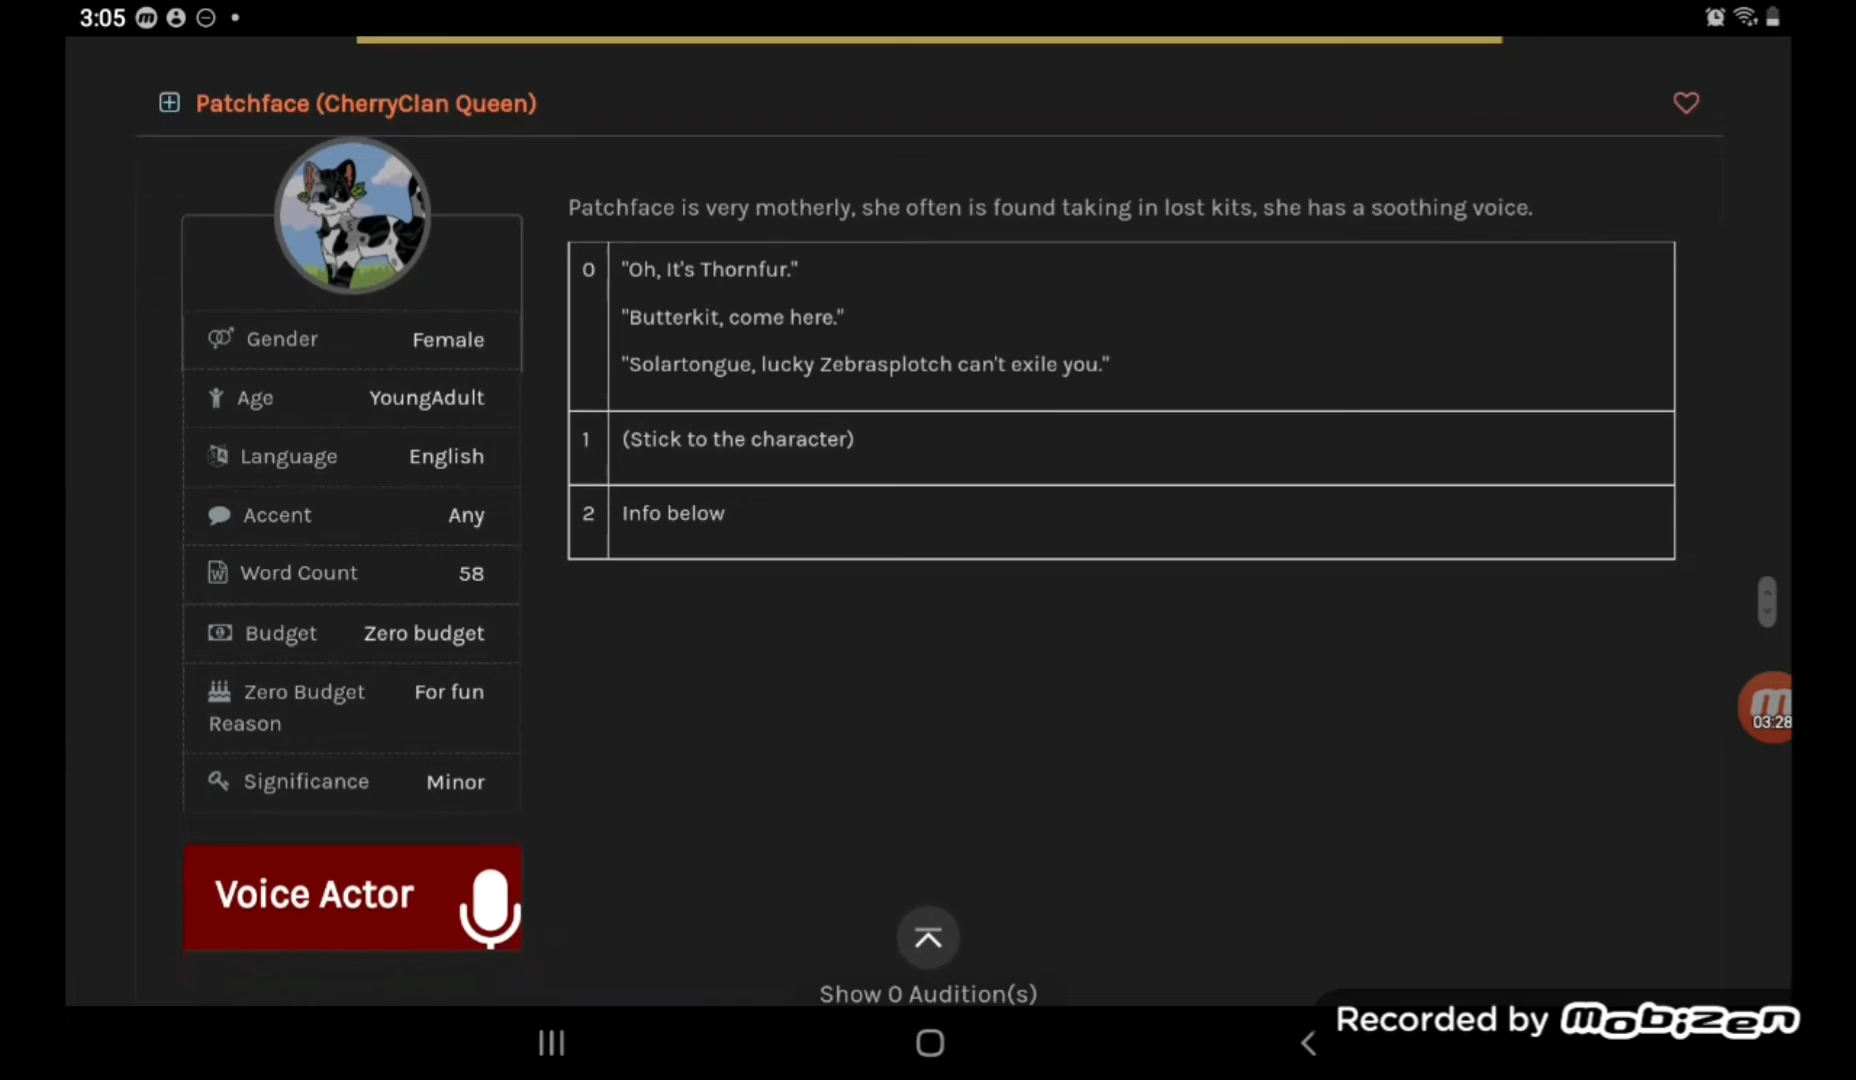 3:05
Patchface (CherryClan Queen)
Patchface is very motherly, she often is found taking in lost kits, she has a soothing voice.
0 "Oh, It's Thornfur."
"Butterkit, come here."
"Solartongue, lucky Zebrasplotch can't exile you."
1 (Stick to the character)
2 Info below
Gender Female
Age YoungAdult
Language English
Accent Any
Word Count 58
Budget Zero budget
Zero Budget For fun
Reason
Significance Minor
03:28
Voice Actor
Show 0 Audition(s)
Recorded by mobizen